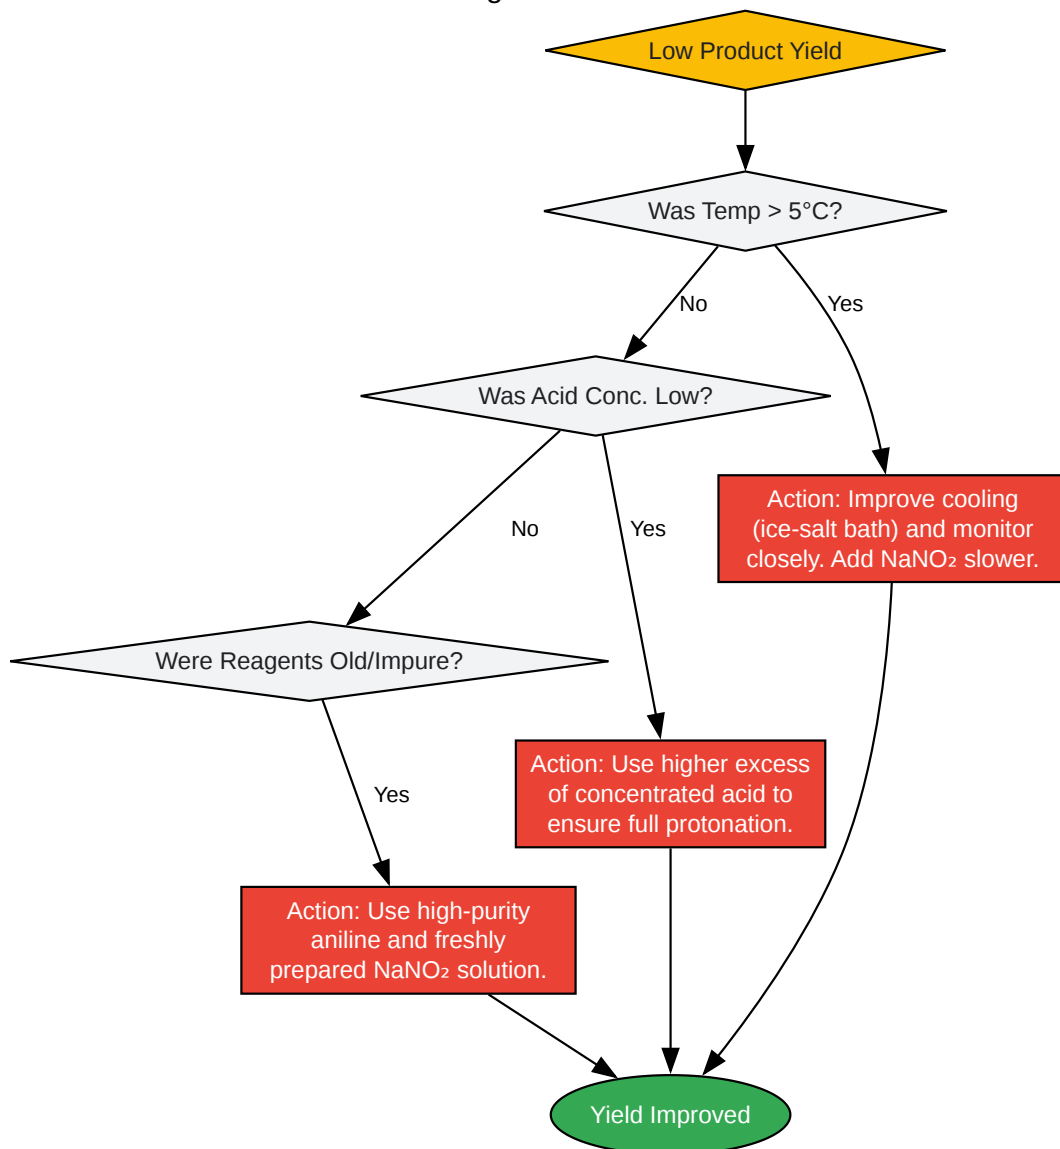 Low Product Yield
Was Temp > 5°C?
No
Yes
Was Acid Conc. Low?
Action: Improve cooling
(ice-salt bath) and monitor
closely. Add NaNO₂ slower.
No
Yes
Were Reagents Old/Impure?
Action: Use higher excess
of concentrated acid to
ensure full protonation.
Yes
Action: Use high-purity
aniline and freshly
prepared NaNO₂ solution.
Yield Improved